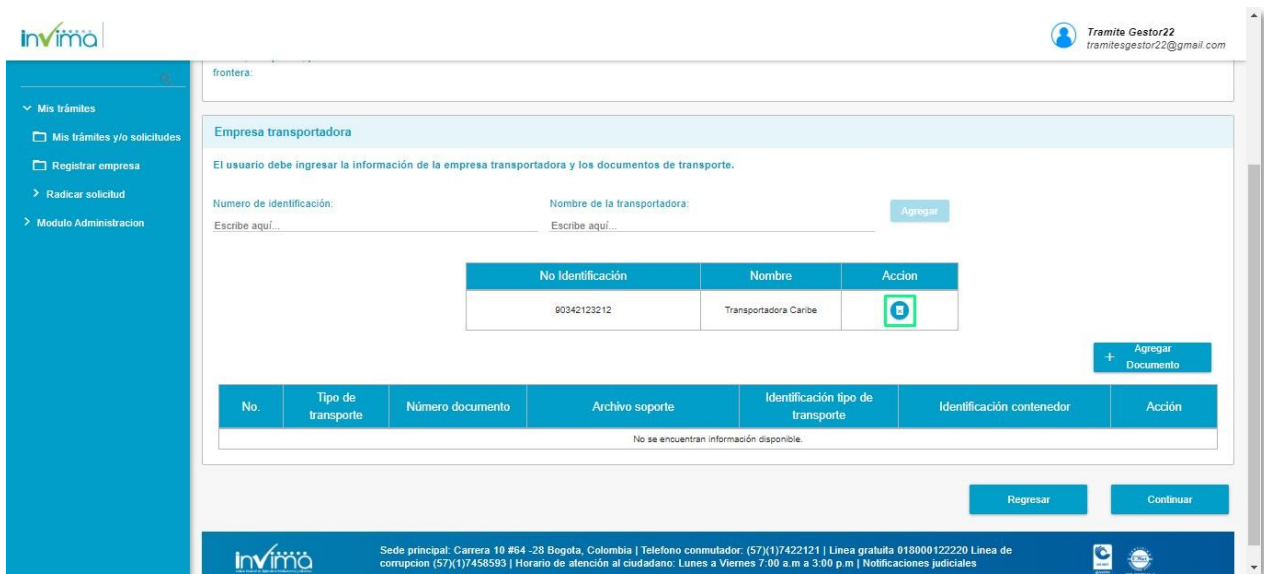 invima
Tramite Gestor22
tramitesgestor22@gmail.com
frontera:
Mis trámites
Mis trámites y/o solicitudes
Registrar empresa
Radicar solicitud
Modulo Administracion
Empresa transportadora
El usuario debe ingresar la información de la empresa transportadora y los documentos de transporte.
Numero de identificación:
Nombre de la transportadora:
Escribe aquí...
Escribe aquí...
Agregar
No Identificación
Nombre
Accion
90342123212
Transportadora Caribe
+ Agregar
Documento
No.
Tipo de
transporte
Número documento
Archivo soporte
Identificación tipo de
transporte
Identificación contenedor
Acción
No se encuentran información disponible.
Regresar
Continuar
invima
Sede principal: Carrera 10 #64 -28 Bogota, Colombia | Telefono conmutador: (57)(1)7422121 | Linea gratuita 018000122220 Linea de
corrupcion (57)(1)7458593 | Horario de atención al ciudadano: Lunes a Viernes 7:00 a.m a 3:00 p.m | Notificaciones judiciales